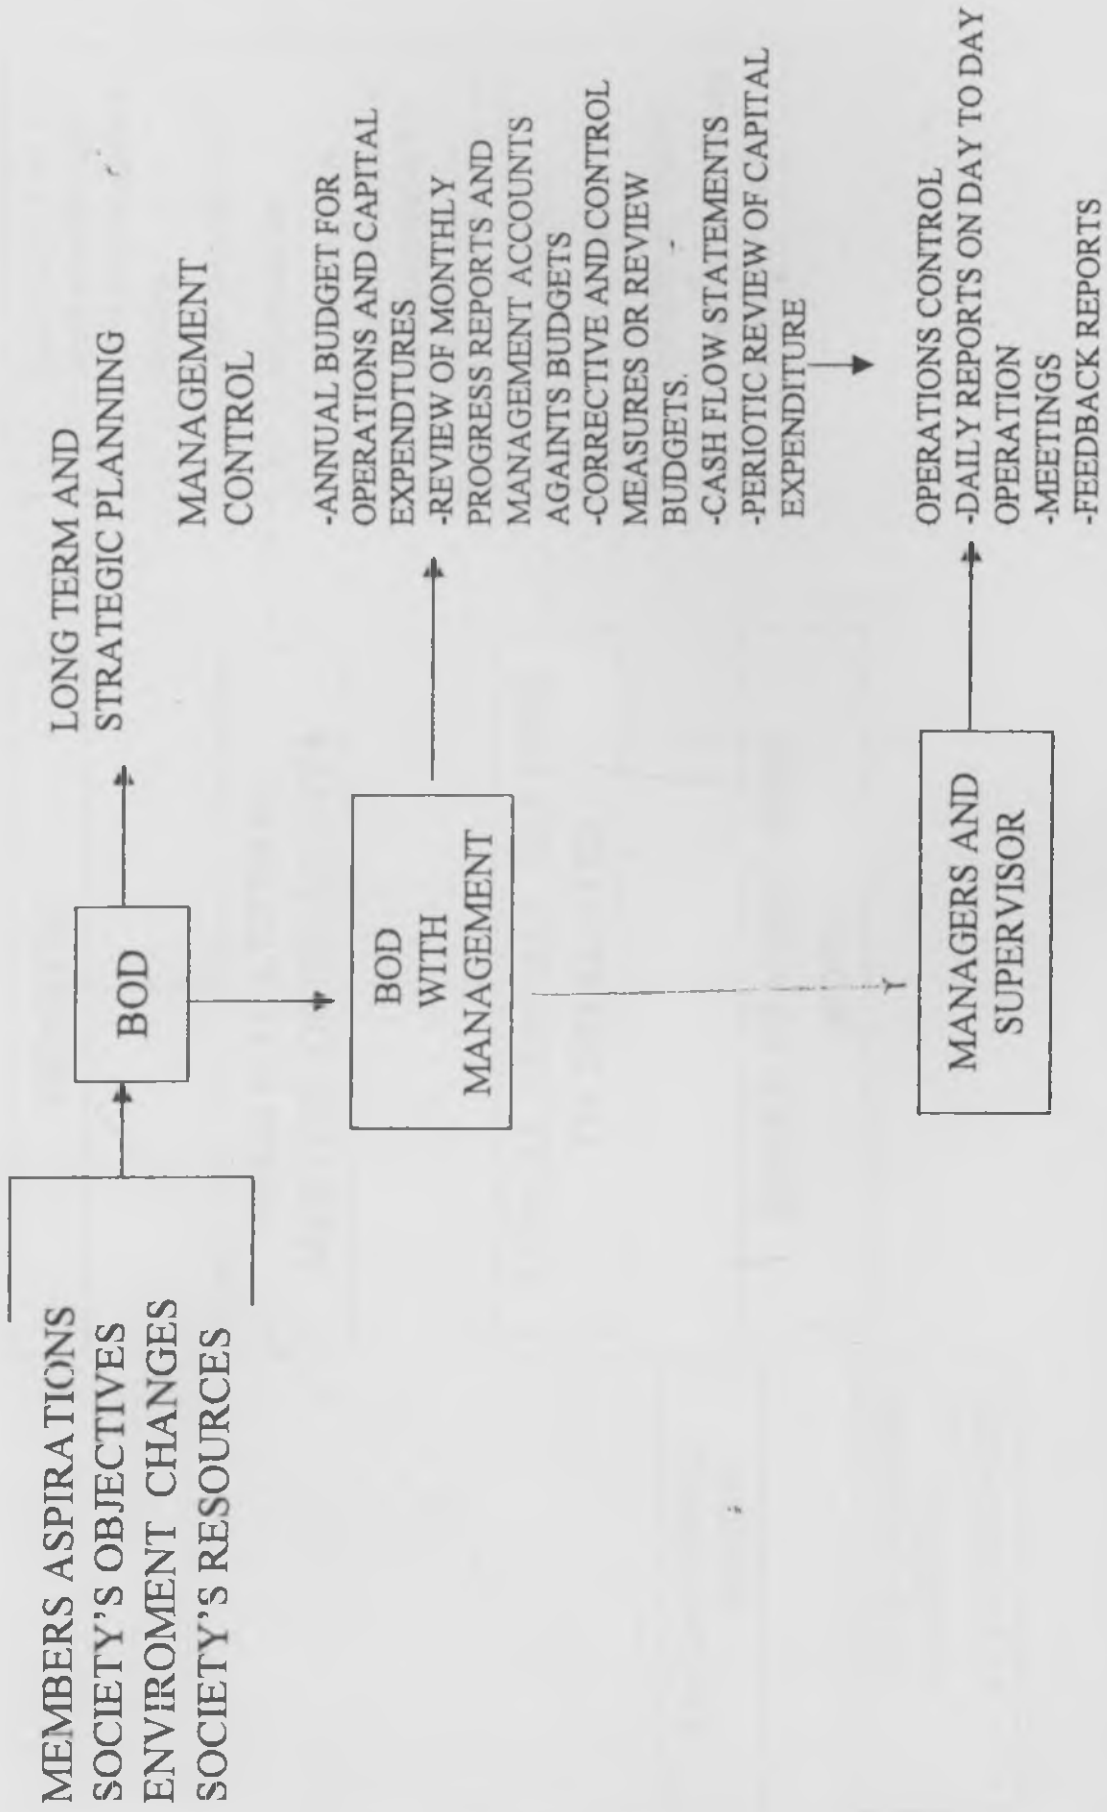 MEMBERS ASPIRATIONS
SOCIETY'S OBJECTIVES
ENVIROMENT CHANGES
SOCIETY'S RESOURCES
BOD
LONG TERM AND
STRATEGIC PLANNING
MANAGEMENT
CONTROL
BOD
WITH
MANAGEMENT
-ANNUAL BUDGET FOR
OPERATIONS AND CAPITAL
EXPENDTURES
-REVIEW OF MONTHLY
PROGRESS REPORTS AND
MANAGEMENT ACCOUNTS
AGAINTS BUDGETS
-CORRECTIVE AND CONTROL
MEASURES OR REVIEW
BUDGETS.
-CASH FLOW STATEMENTS
-PERIOTIC REVIEW OF CAPITAL
EXPENDITURE
MANAGERS AND
SUPERVISOR
OPERATIONS CONTROL
-DAILY REPORTS ON DAY TO DAY
OPERATION
-MEETINGS
-FEEDBACK REPORTS